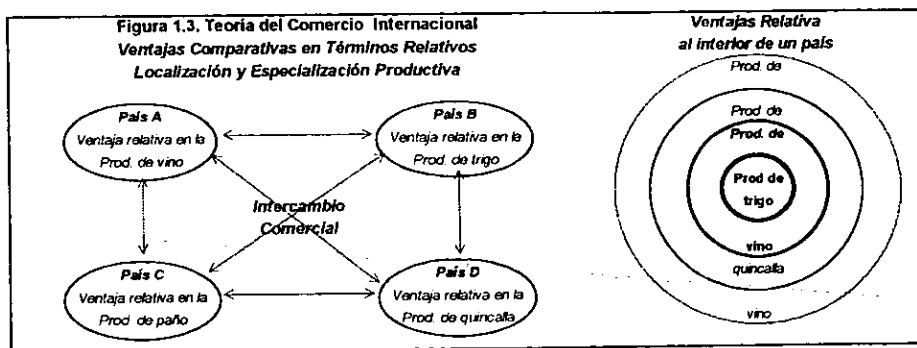 Figura 1.3. Teoría del Comercio Internacional
Ventajas Comparativas en Términos Relativos
Localización y Especialización Productiva
País A
Ventaja relativa en la
Prod. de vino
País B
Ventaja relativa en la
Prod. de trigo
Intercambio
Comercial
País C
Ventaja relativa en la
Prod. de paño
País D
Ventaja relativa en la
Prod. de quincalla
Ventajas Relativa
al interior de un país
Prod. de
Prod. de
Prod. de
Prod de
trigo
vino
quincalla
vino